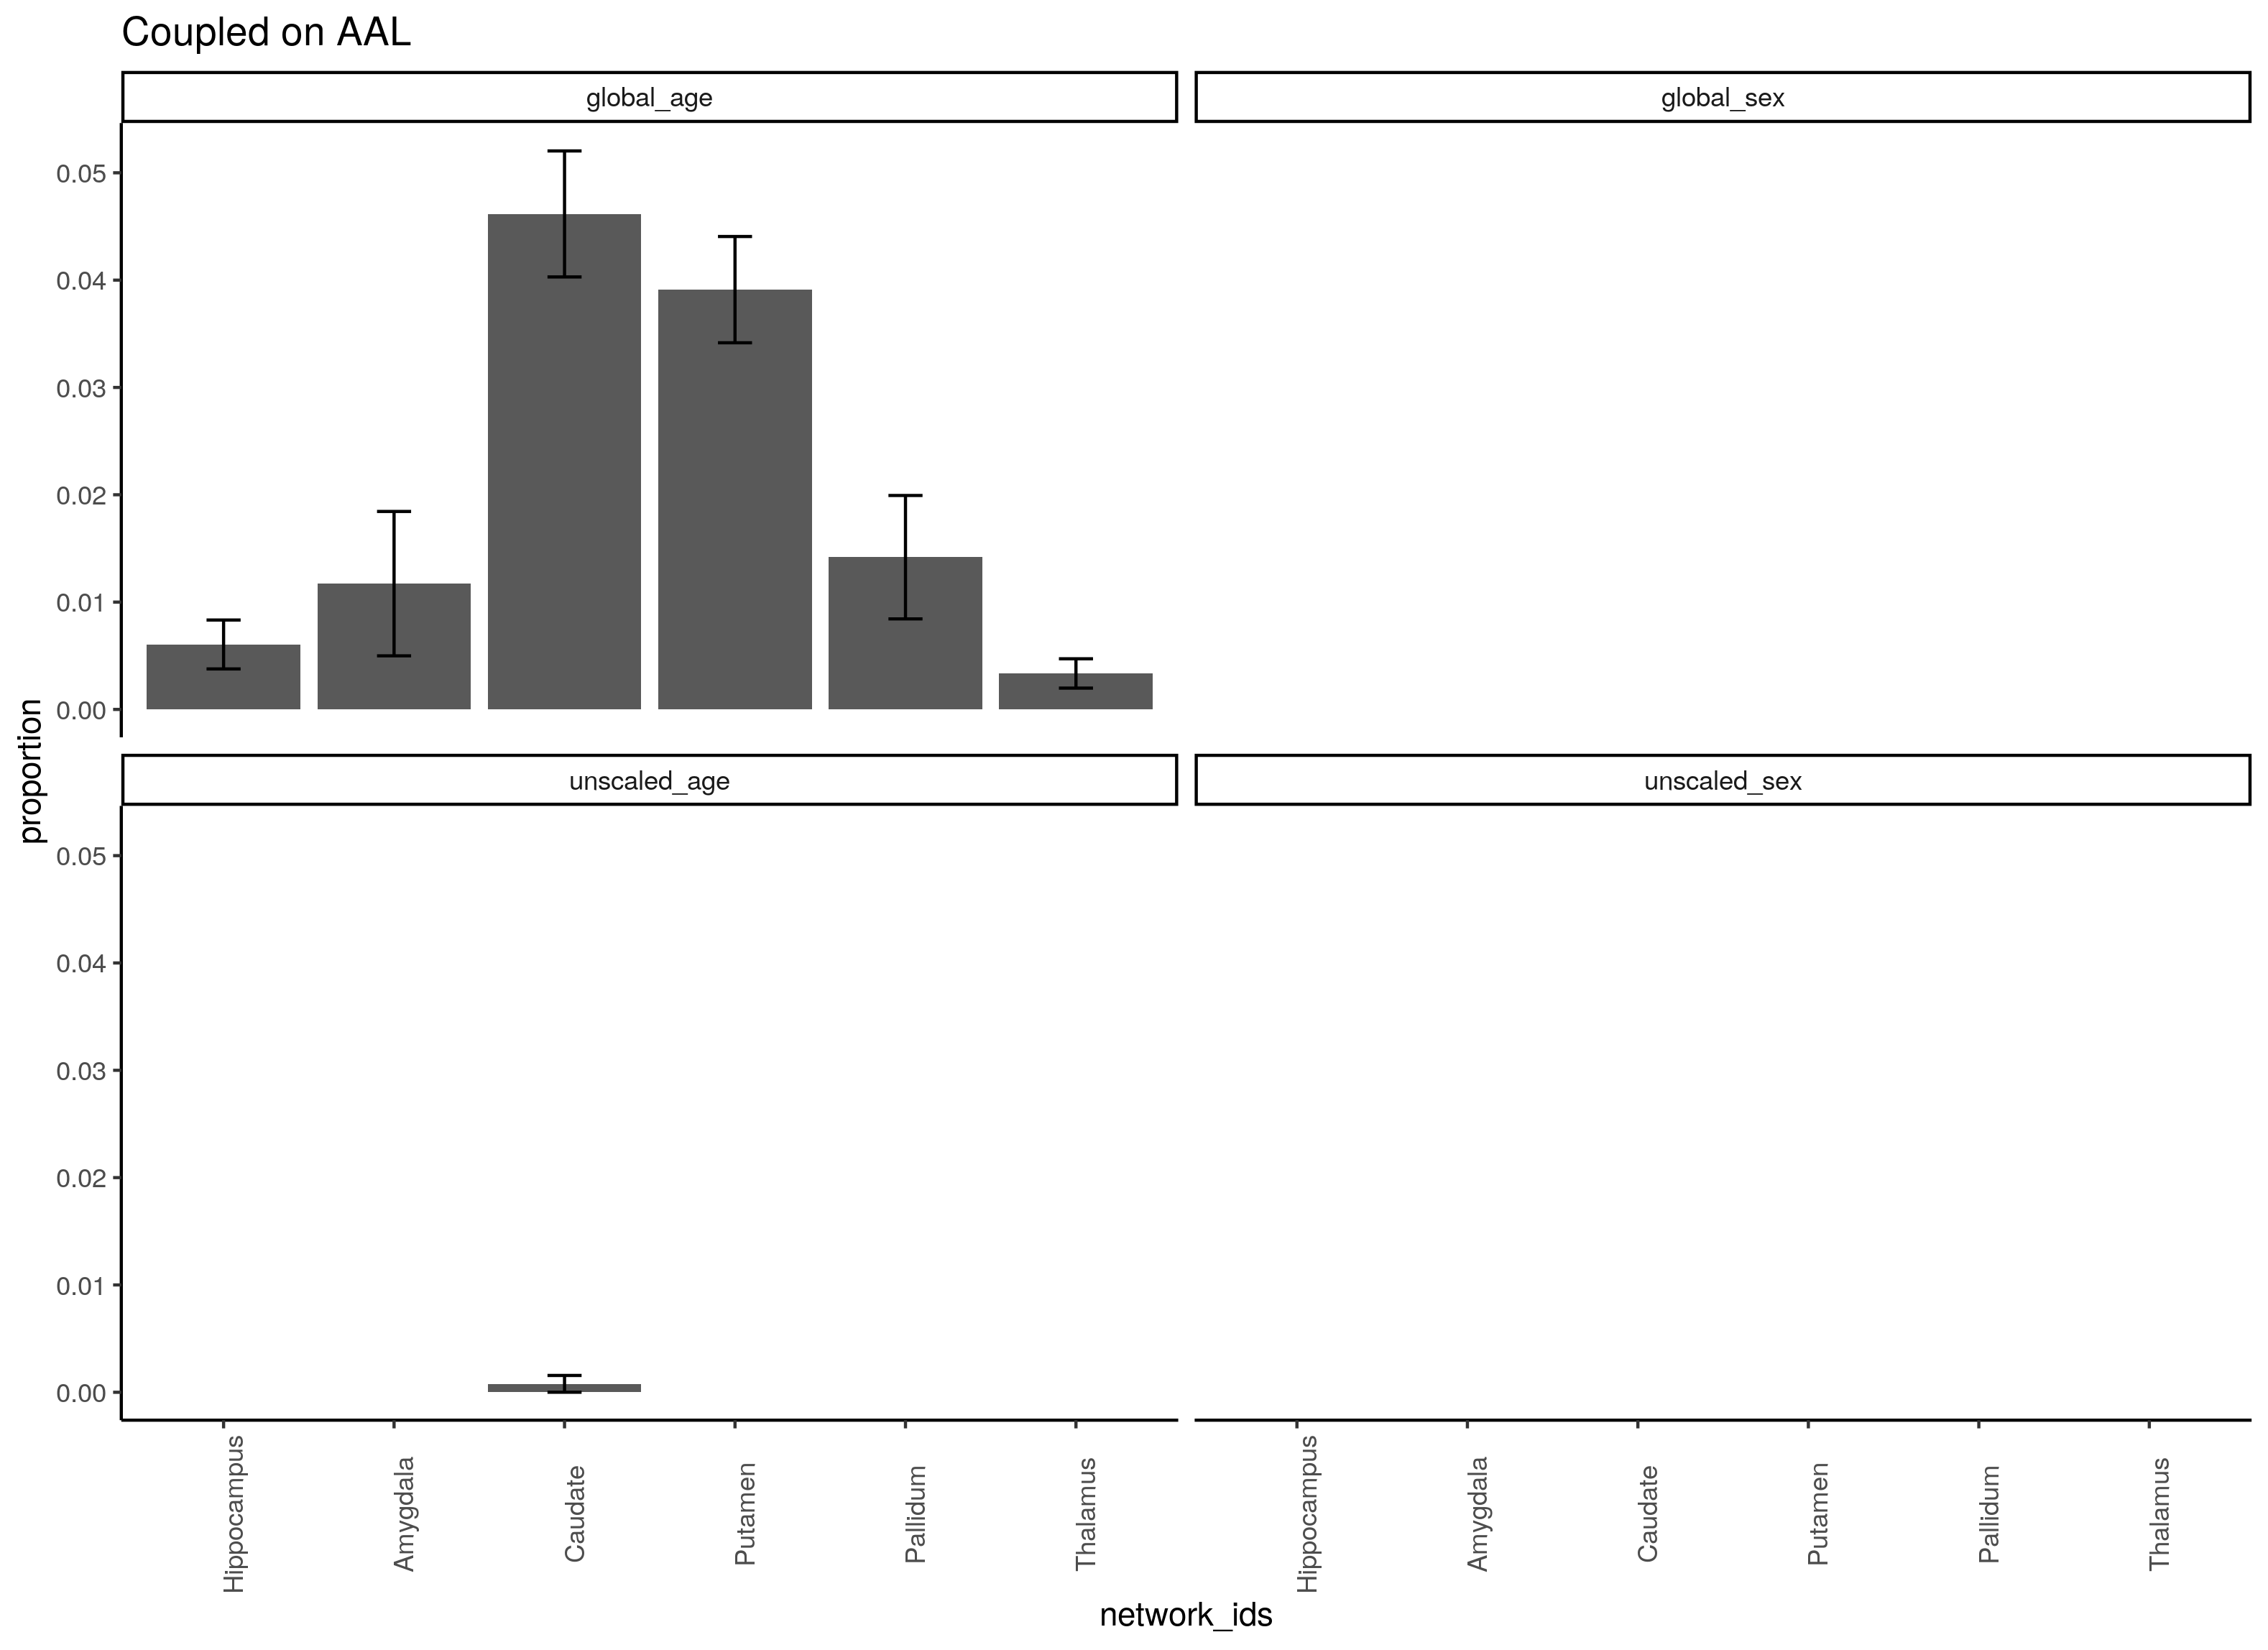 Coupled on AAL
global_age
global_sex
0.05
0.04
0.03
0.02
0.01
0.00
unscaled_age
unscaled_sex
0.05
0.04
0.03
0.02
0.01
0.00
proportion
Hippocampus
Amygdala
Caudate
Putamen
Pallidum
Thalamus
Hippocampus
Amygdala
Caudate
Putamen
Pallidum
Thalamus
network_ids